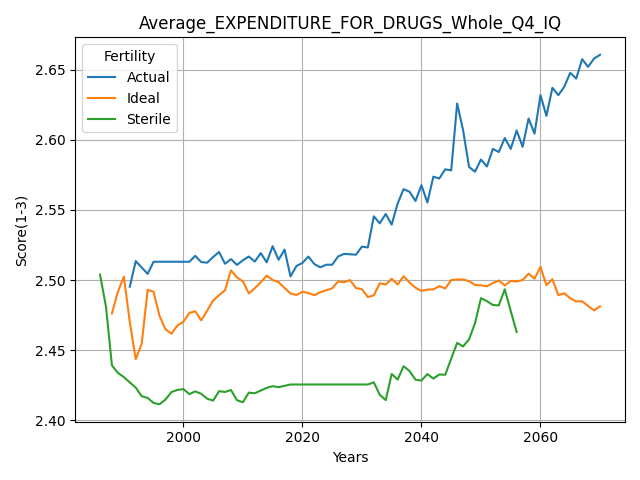 Average_EXPENDITURE_FOR_DRUGS_Whole_Q4_IQ
Fertility
Actual
Ideal
Sterile
Score(1-3)
2.65
2.60
2.55
2.50
2.45
2.40
2000
2020
2040
2060
Years